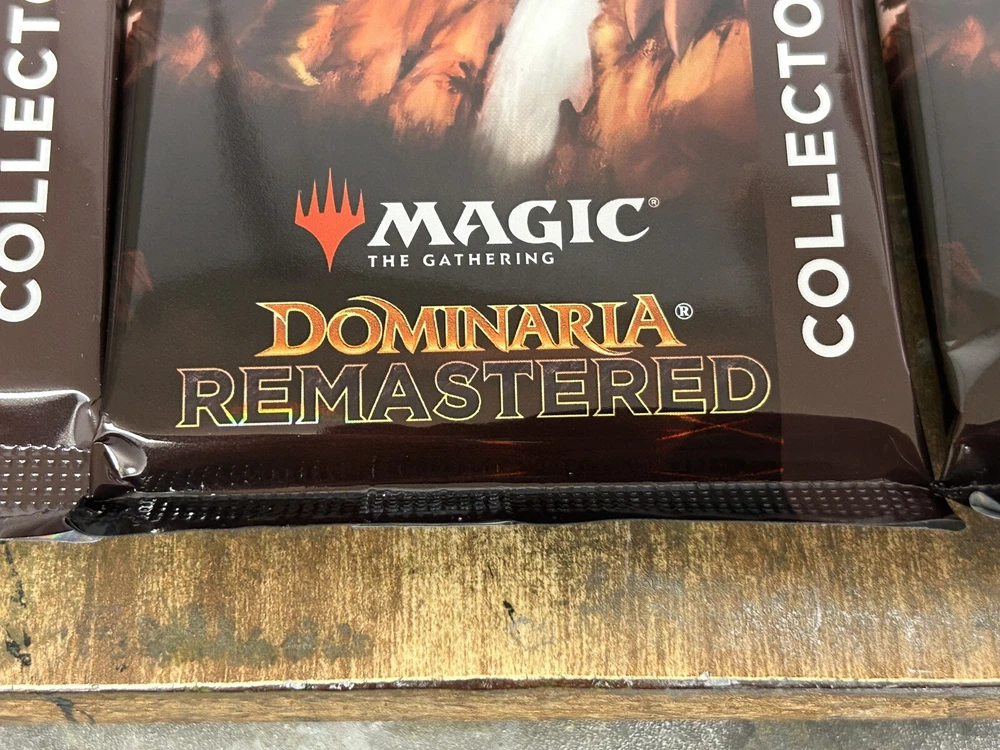 COLLECTO
MAGIC®
THE GATHERING
DOMINARIA®
REMASTERED
COLLECTO